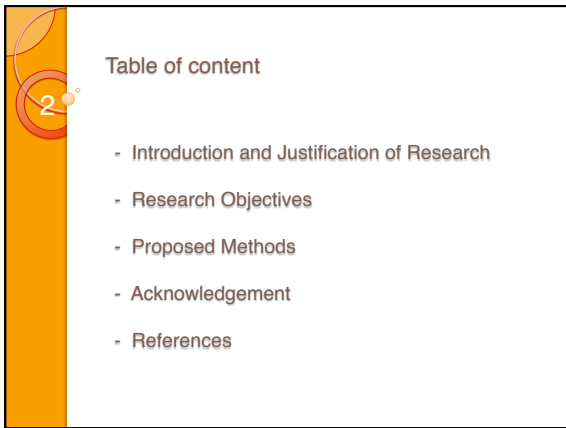 Table of content
2
- Introduction and Justification of Research
- Research Objectives
- Proposed Methods
- Acknowledgement
- References